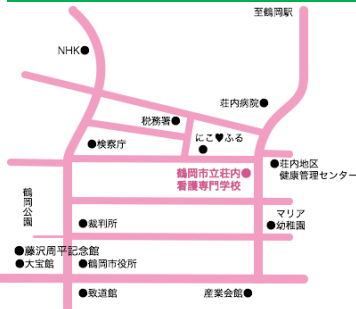 至鶴岡駅
NHK●
荘内病院●
税務署●
にこ♥ふる
●
●検察庁
●荘内地区
健康管理センター
鶴岡市立荘内●
看護専門学校
鶴岡公園
マリア
●幼稚園
●裁判所
●藤沢周平記念館
●大宝館
●鶴岡市役所
●致道館
産業会館●